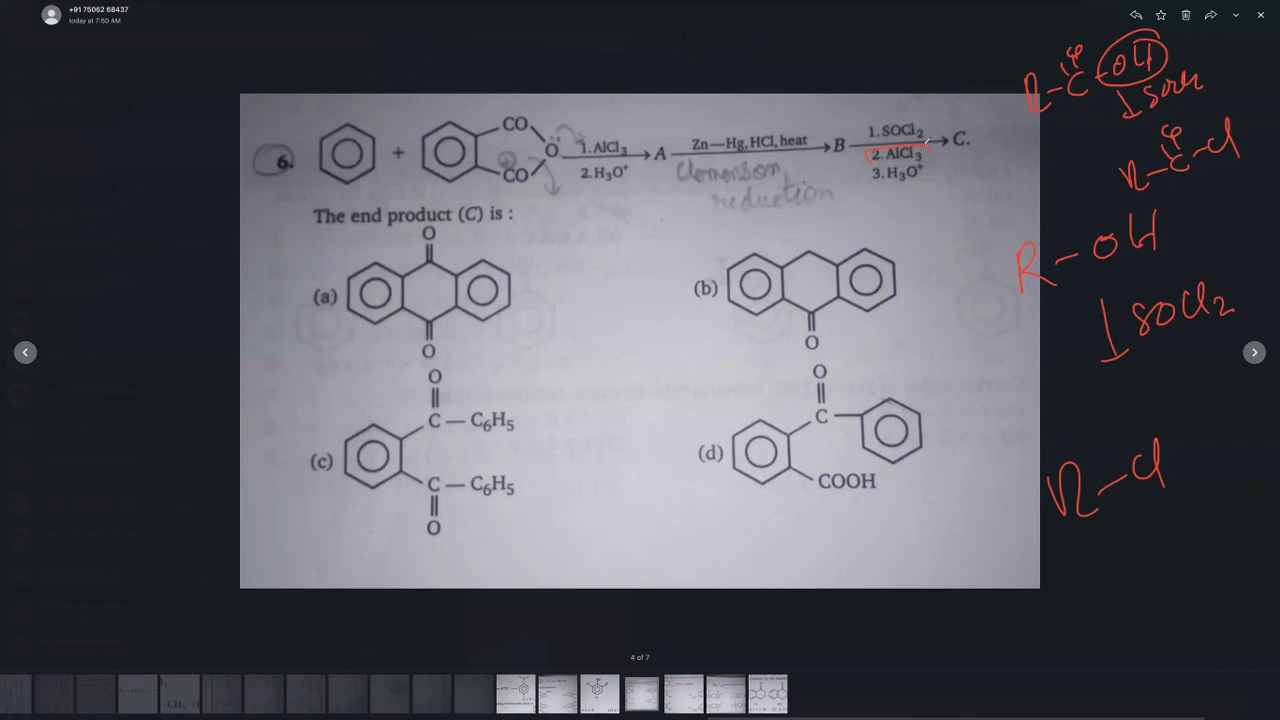 +91 75062 68437
today at 7:50 AM
6.
+
CO
O
CO
1. AlCl3
2. H3O+
A
Zn—Hg, HCl, heat
Clemenson
reduction
B
1. SOCl2
2. AlCl3
3. H3O+
C.
The end product (C) is :
(a)
O
O
(b)
O
(c)
O
C — C6H5
C — C6H5
O
(d)
O
C
COOH
R-C-OH
R-C-Cl
R-OH
SOCl2
R-Cl
4 of 7